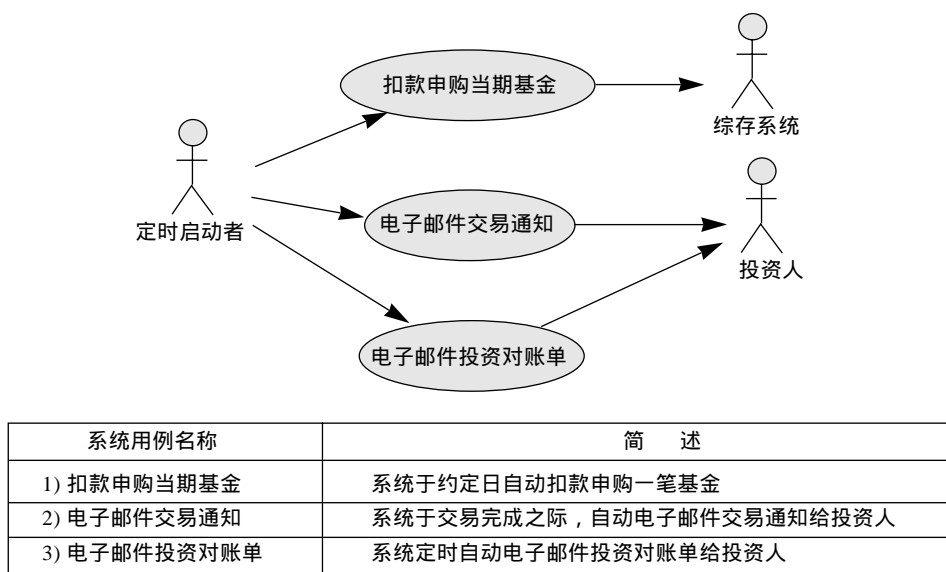 扣款申购当期基金
综存系统
定时启动者
电子邮件交易通知
投资人
电子邮件投资对账单
系统用例名称 简 述
1) 扣款申购当期基金 系统于约定日自动扣款申购一笔基金
2) 电子邮件交易通知 系统于交易完成之际，自动电子邮件交易通知给投资人
3) 电子邮件投资对账单 系统定时自动电子邮件投资对账单给投资人